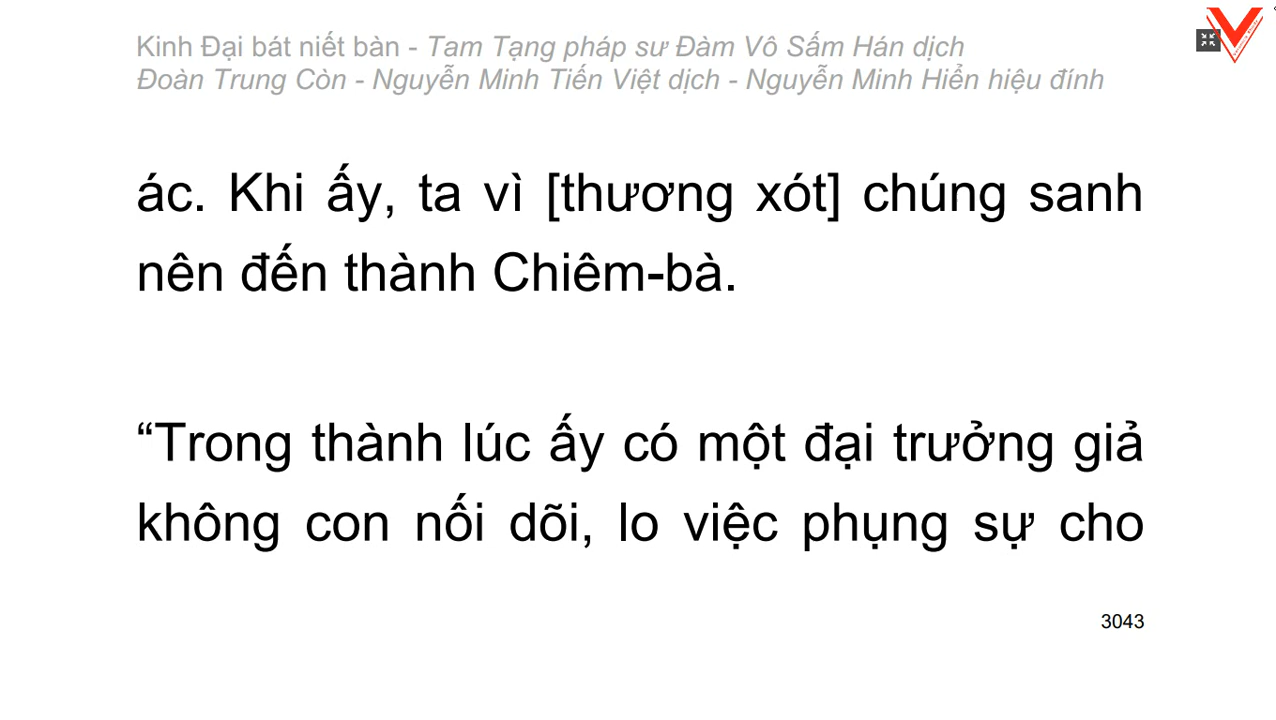 Kinh Đại bát niết bàn - Tam Tạng pháp sư Đàm Vô Sấm Hán dịch
Đoàn Trung Còn - Nguyễn Minh Tiến Việt dịch - Nguyễn Minh Hiển hiệu đính
ác. Khi ấy, ta vì [thương xót] chúng sanh
nên đến thành Chiêm-bà.
“Trong thành lúc ấy có một đại trưởng giả
không con nối dõi, lo việc phụng sự cho
3043